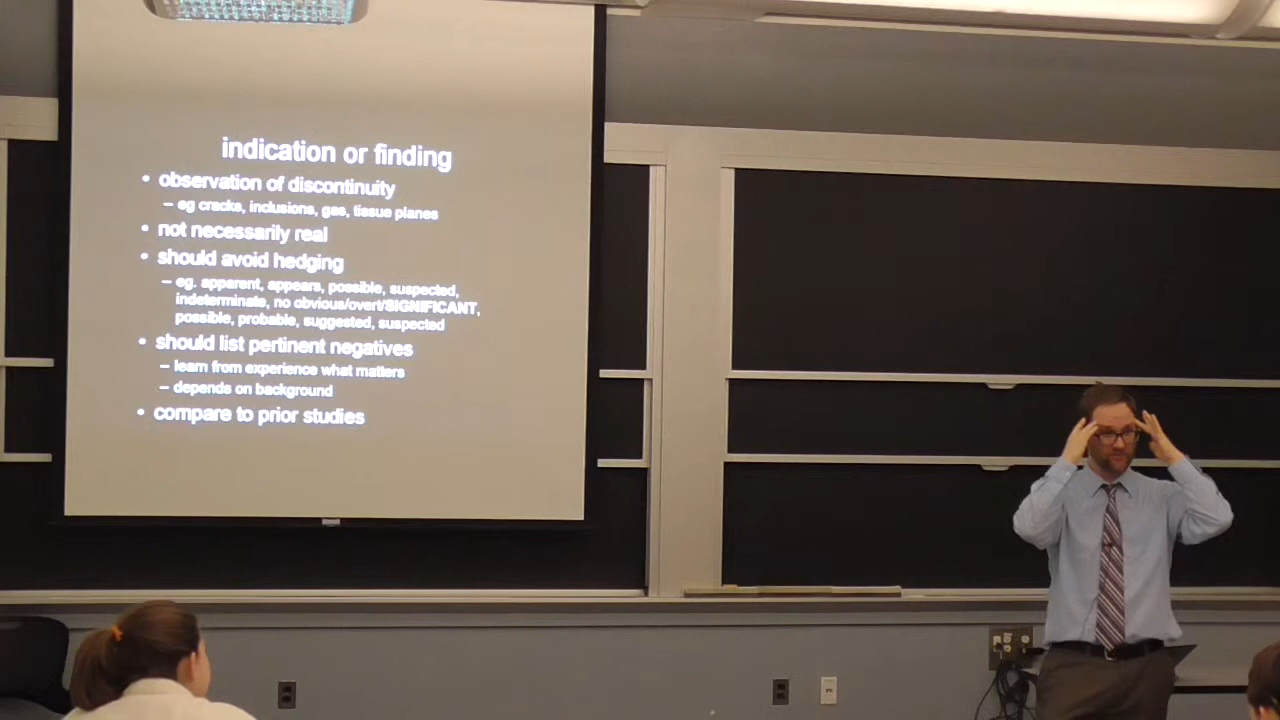 indication or finding
• observation of discontinuity
– eg cracks, inclusions, gas, tissue planes
• not necessarily real
• should avoid hedging
– eg. apparent, appears, possible, suspected,
indeterminate, no obvious/overt/SIGNIFICANT,
possible, probable, suggested, suspected
• should list pertinent negatives
– learn from experience what matters
– depends on background
• compare to prior studies